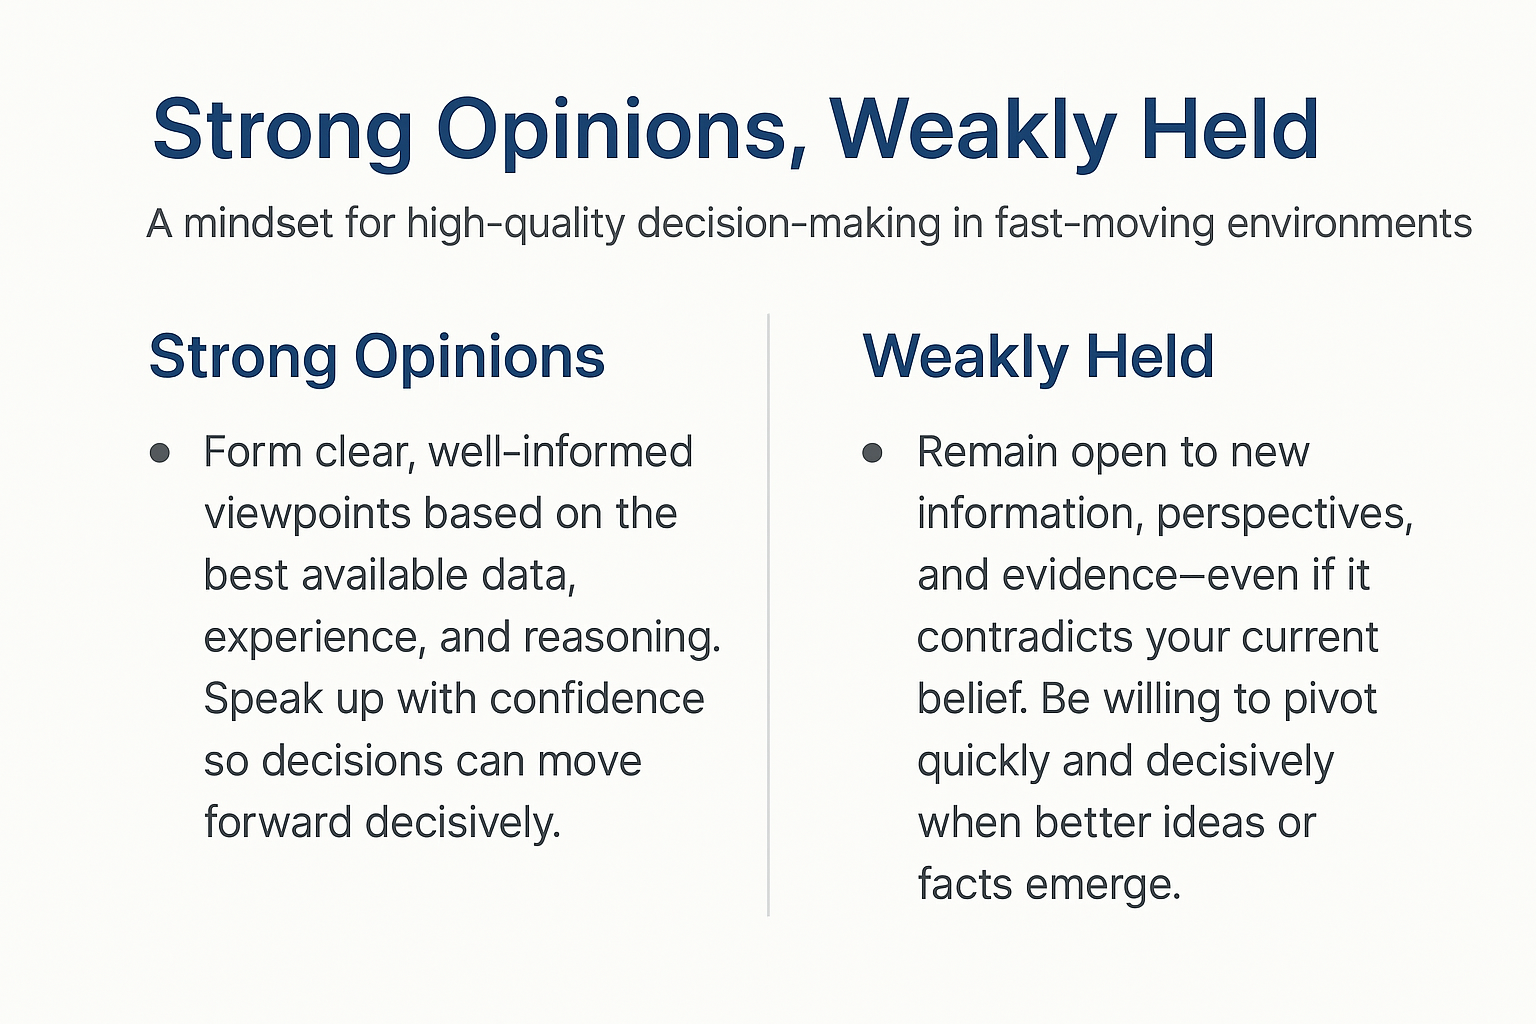 Strong Opinions, Weakly Held
A mindset for high-quality decision-making in fast-moving environments
Strong Opinions
• Form clear, well-informed
viewpoints based on the
best available data,
experience, and reasoning.
Speak up with confidence
so decisions can move
forward decisively.
Weakly Held
• Remain open to new
information, perspectives,
and evidence—even if it
contradicts your current
belief. Be willing to pivot
quickly and decisively
when better ideas or
facts emerge.